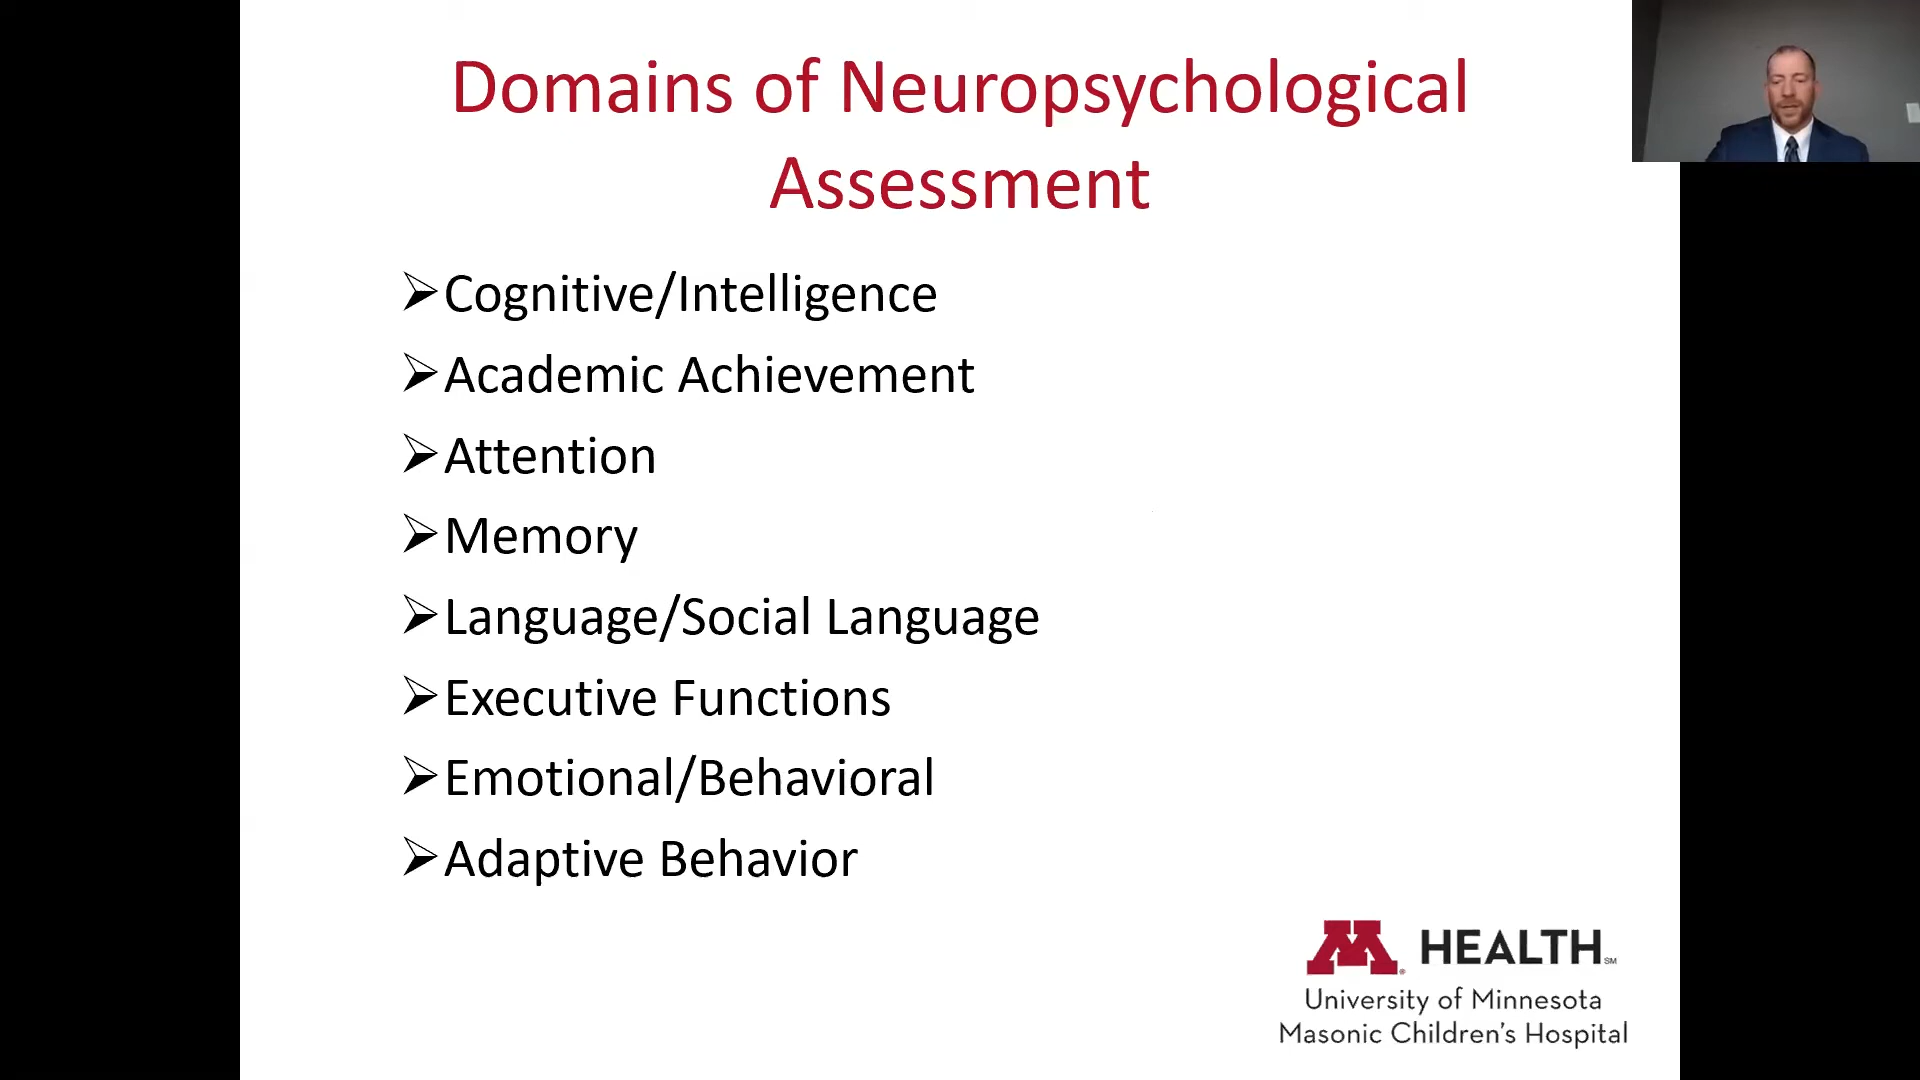 Domains of Neuropsychological
Assessment
➢Cognitive/Intelligence
➢Academic Achievement
➢Attention
➢Memory
➢Language/Social Language
➢Executive Functions
➢Emotional/Behavioral
➢Adaptive Behavior
M® HEALTH℠
University of Minnesota
Masonic Children's Hospital